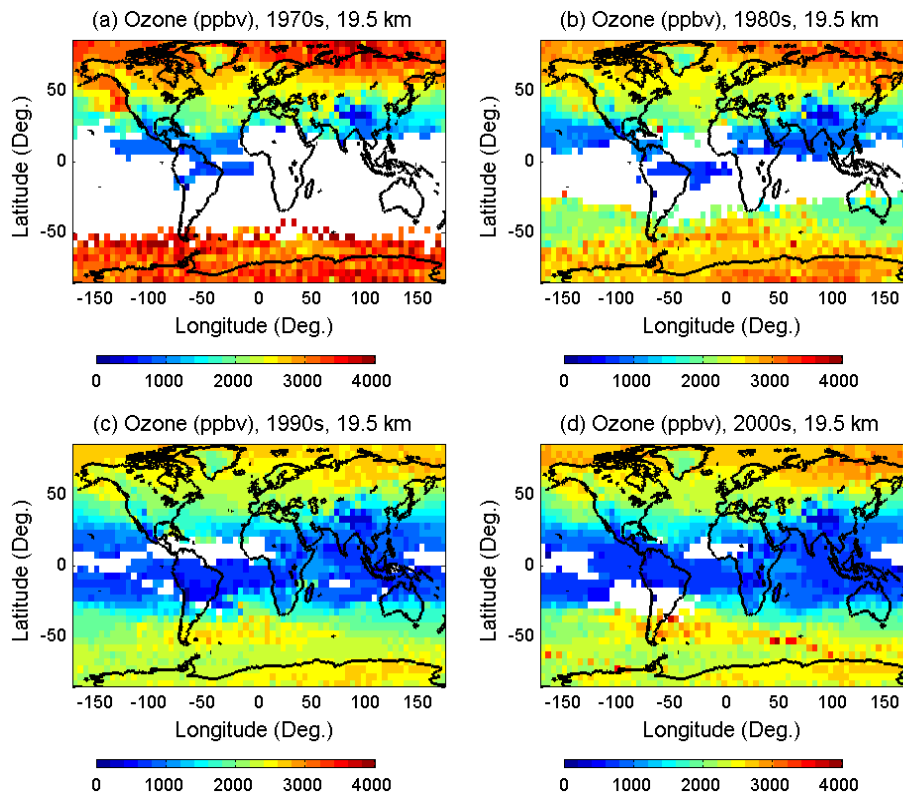 (a) Ozone (ppbv), 1970s, 19.5 km
(b) Ozone (ppbv), 1980s, 19.5 km
Latitude (Deg.)
50
0
-50
-150 -100 -50 0 50 100 150
Longitude (Deg.)
0 1000 2000 3000 4000
Latitude (Deg.)
50
0
-50
-150 -100 -50 0 50 100 150
Longitude (Deg.)
0 1000 2000 3000 4000
(c) Ozone (ppbv), 1990s, 19.5 km
(d) Ozone (ppbv), 2000s, 19.5 km
Latitude (Deg.)
50
0
-50
-150 -100 -50 0 50 100 150
Longitude (Deg.)
0 1000 2000 3000 4000
Latitude (Deg.)
50
0
-50
-150 -100 -50 0 50 100 150
Longitude (Deg.)
0 1000 2000 3000 4000